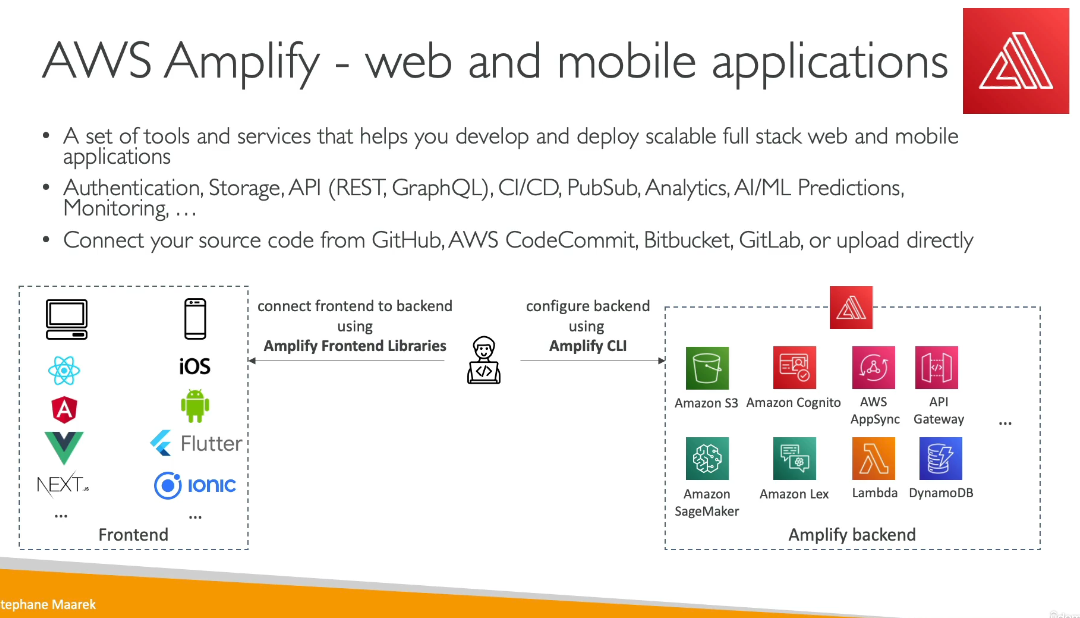 AWS Amplify - web and mobile applications
• A set of tools and services that helps you develop and deploy scalable full stack web and mobile
applications
• Authentication, Storage, API (REST, GraphQL), CI/CD, PubSub, Analytics, AI/ML Predictions,
Monitoring, …
• Connect your source code from GitHub, AWS CodeCommit, Bitbucket, GitLab, or upload directly
iOS
Flutter
NEXT.JS
ionic
...
...
Frontend
connect frontend to backend
using
Amplify Frontend Libraries
configure backend
using
Amplify CLI
Amazon S3
Amazon Cognito
AWS
AppSync
API
Gateway
...
Amazon
SageMaker
Amazon Lex
Lambda
DynamoDB
Amplify backend
tephane Maarek